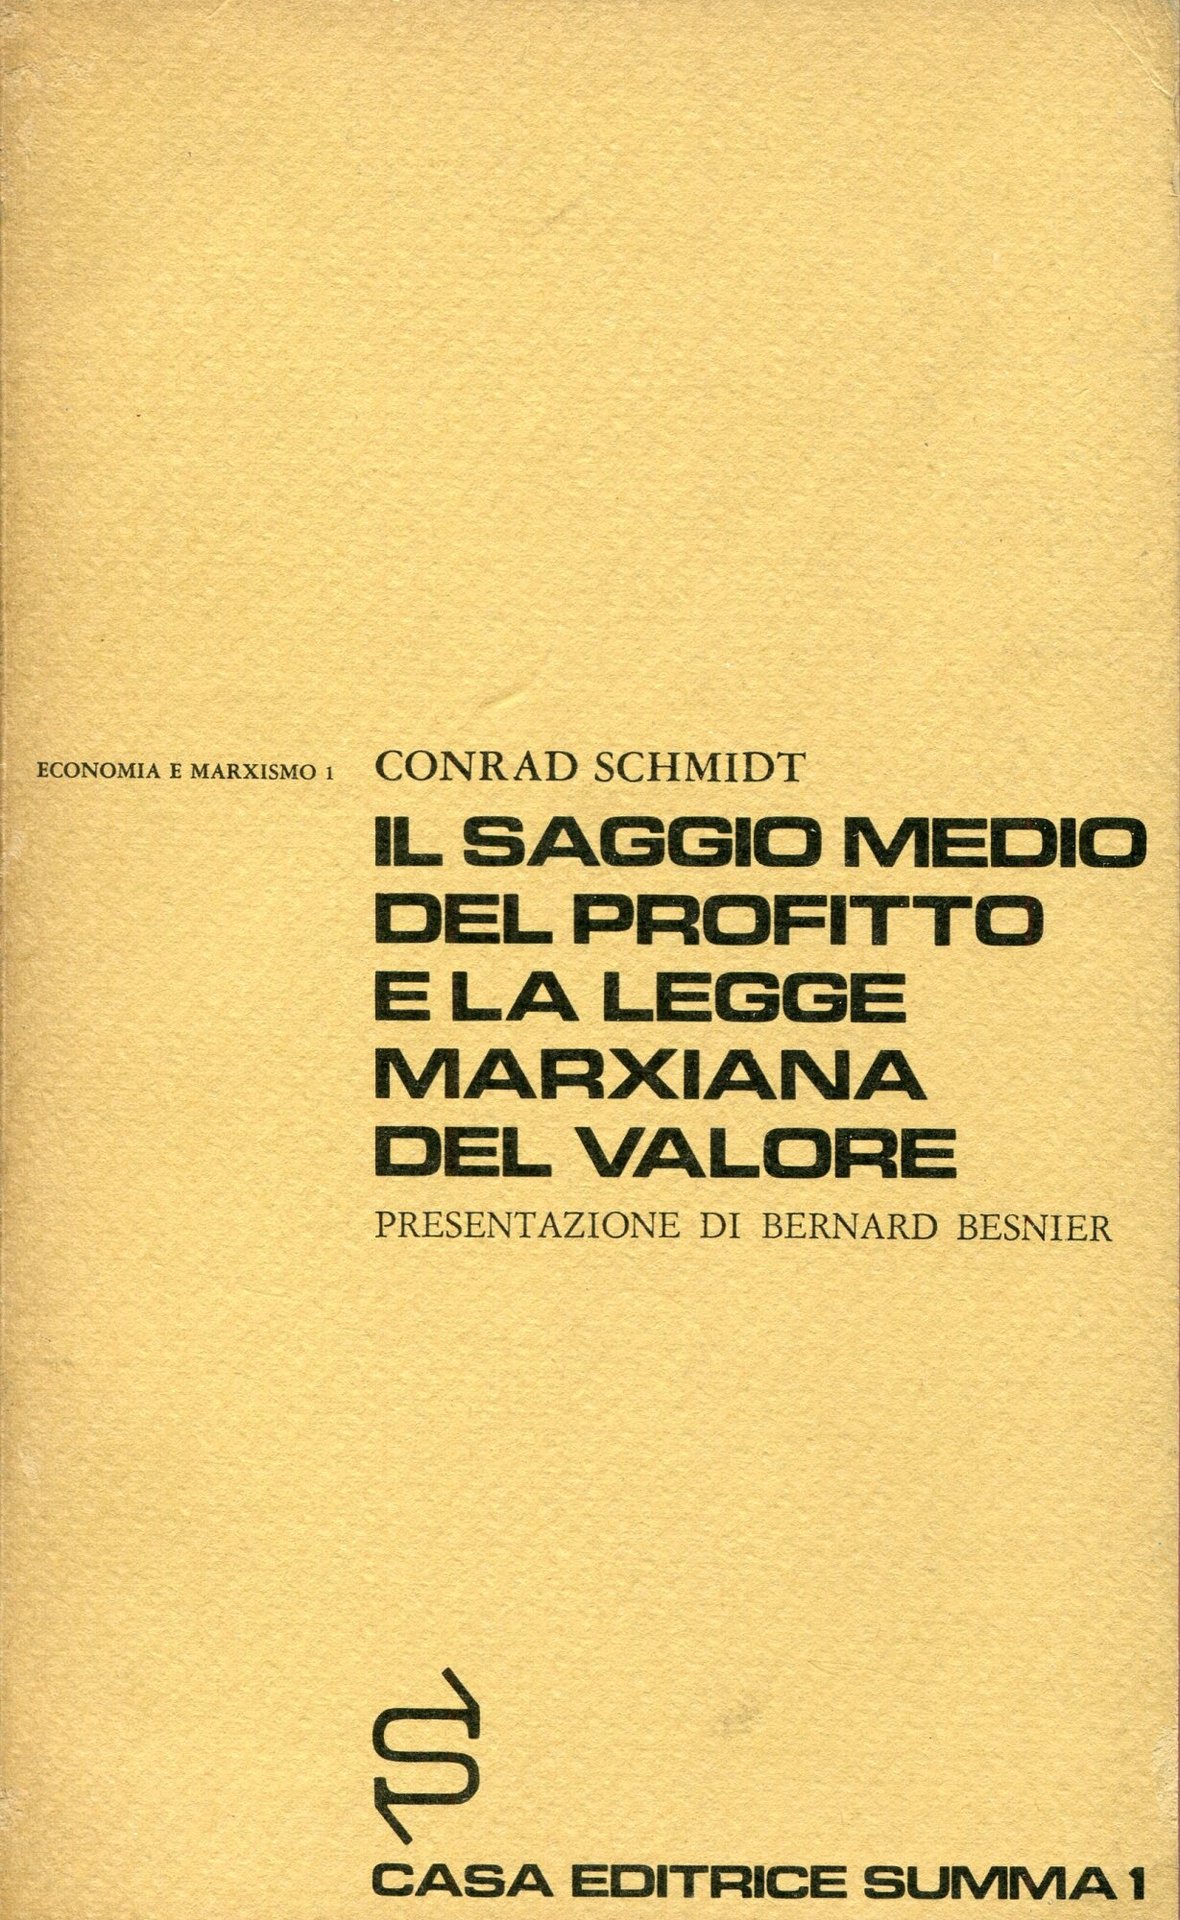 ECONOMIA E MARXISMO 1
CONRAD SCHMIDT
IL SAGGIO MEDIO
DEL PROFITTO
E LA LEGGE
MARXIANA
DEL VALORE
PRESENTAZIONE DI BERNARD BESNIER
CASA EDITRICE SUMMA 1